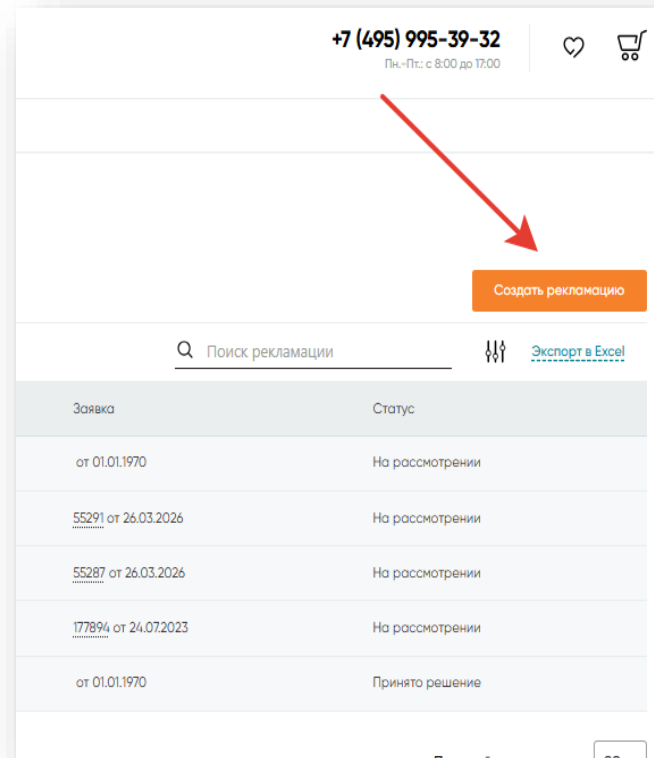 +7 (495) 995-39-32
Пн.-Пт.: с 8:00 до 17:00
Создать рекламацию
Поиск рекламации Экспорт в Excel
Заявка Статус
от 01.01.1970 На рассмотрении
55291 от 26.03.2026 На рассмотрении
55287 от 26.03.2026 На рассмотрении
177894 от 24.07.2023 На рассмотрении
от 01.01.1970 Принято решение